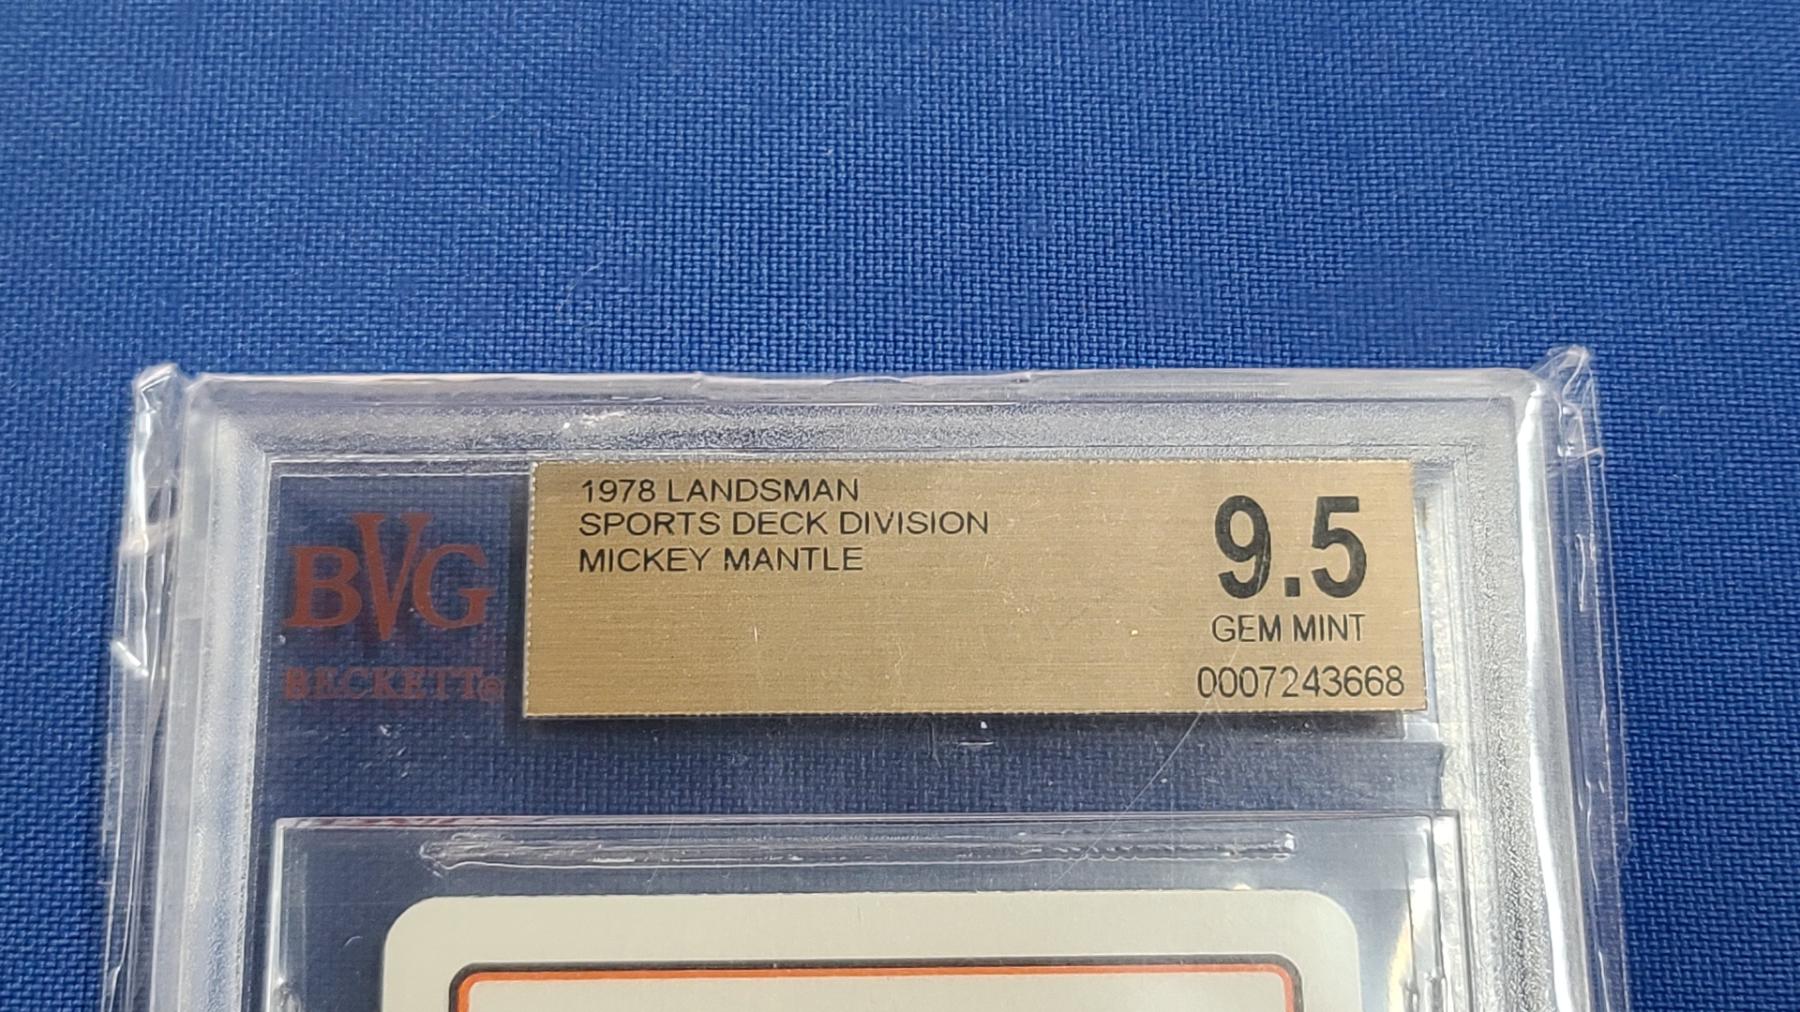 1978 LANDSMAN
SPORTS DECK DIVISION
MICKEY MANTLE
9.5
GEM MINT
0007243668
BVG
BECKETT®